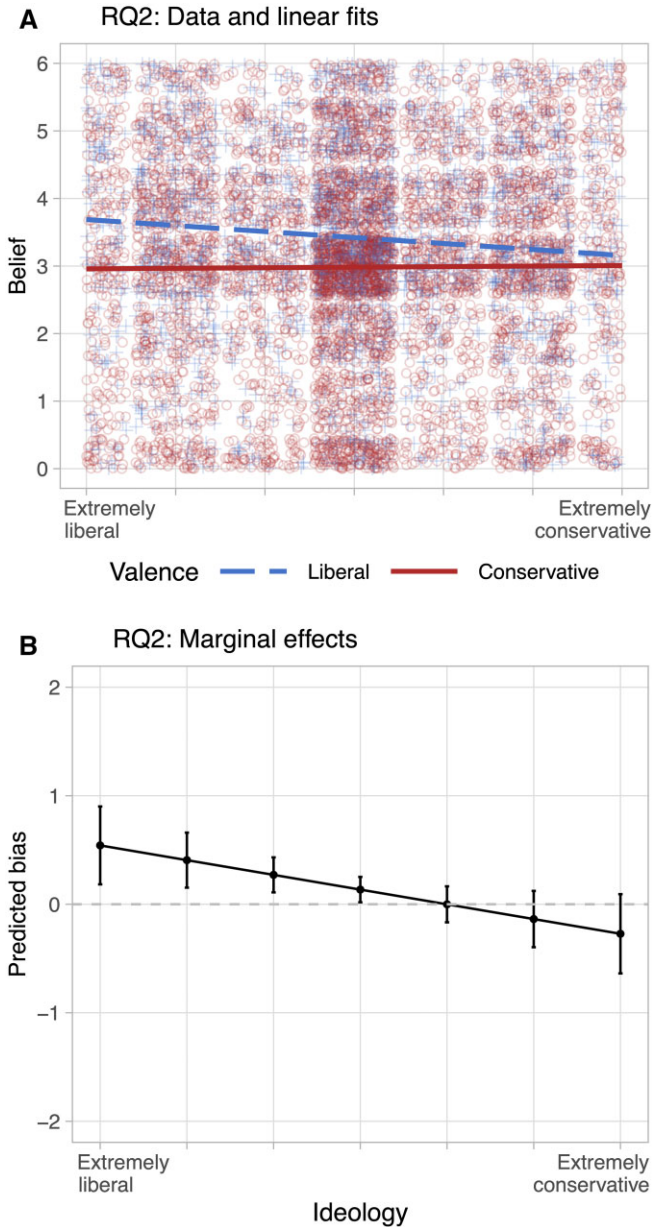 A RQ2: Data and linear fits
Belief
6
5
4
3
2
1
0
Extremely
liberal
Extremely
conservative
Valence Liberal Conservative
B RQ2: Marginal effects
Predicted bias
2
1
0
−1
−2
Extremely
liberal
Extremely
conservative
Ideology